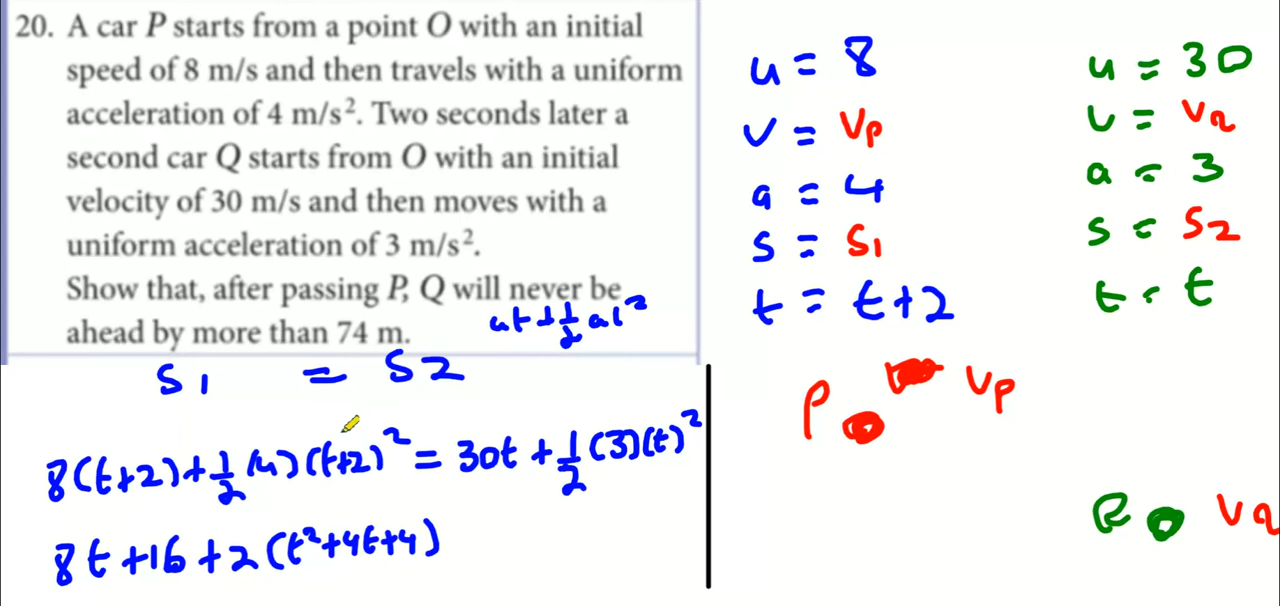 20. A car P starts from a point O with an initial
speed of 8 m/s and then travels with a uniform
acceleration of 4 m/s². Two seconds later a
second car Q starts from O with an initial
velocity of 30 m/s and then moves with a
uniform acceleration of 3 m/s².
Show that, after passing P, Q will never be
ahead by more than 74 m.
ut + 1/2 at²
s1 = s2
8(t+2) + 1/2 (4)(t+2)² = 30t + 1/2 (3)(t)²
8t + 16 + 2(t² + 4t + 4)
u = 8
v = vp
a = 4
s = s1
t = t+2
u = 30
v = v2
a = 3
s = s2
t = t
P vp
v2